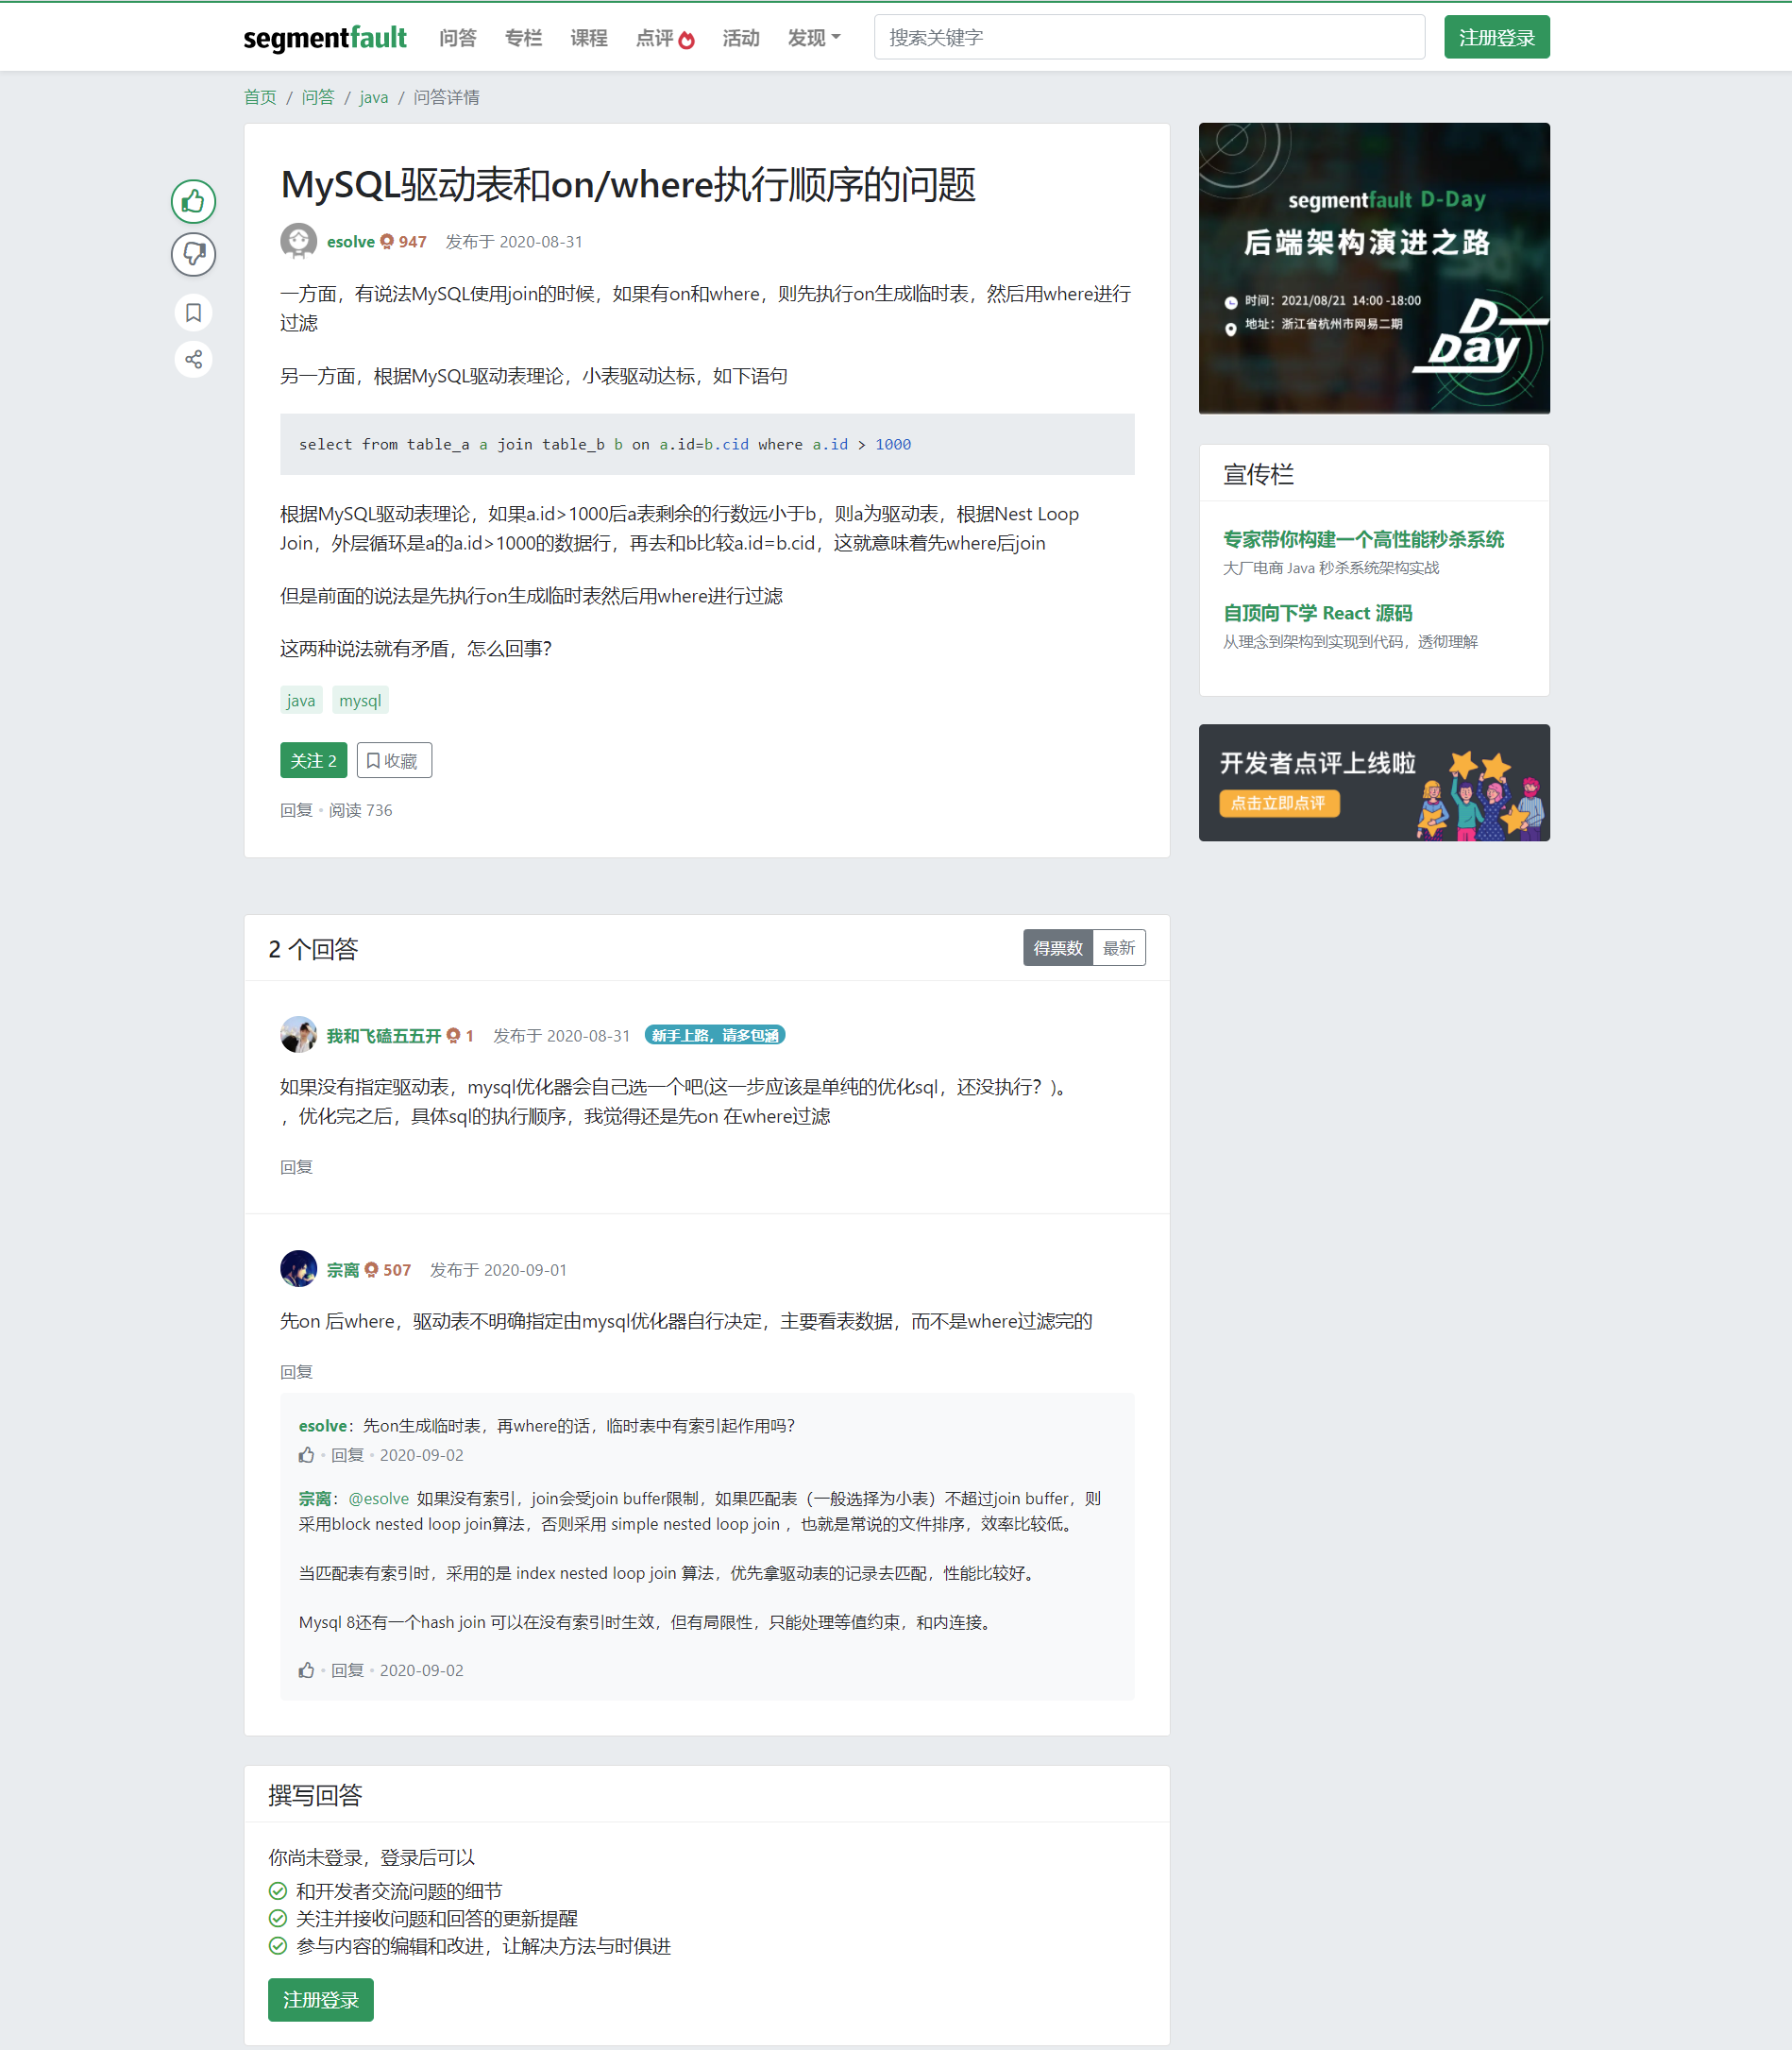 segmentfault 问答 专栏 课程 点评 活动 发现 搜索关键字 注册登录
首页 / 问答 / java / 问答详情
MySQL驱动表和on/where执行顺序的问题
esolve 947 发布于 2020-08-31
一方面，有说法MySQL使用join的时候，如果有on和where，则先执行on生成临时表，然后用where进行
过滤
另一方面，根据MySQL驱动表理论，小表驱动达标，如下语句
select from table_a a join table_b b on a.id=b.cid where a.id > 1000
根据MySQL驱动表理论，如果a.id>1000后a表剩余的行数远小于b，则a为驱动表，根据Nest Loop
Join，外层循环是a的a.id>1000的数据行，再去和b比较a.id=b.cid，这就意味着先where后join
但是前面的说法是先执行on生成临时表然后用where进行过滤
这两种说法就有矛盾，怎么回事？
java mysql
关注 2 收藏
回复 • 阅读 736
segmentfault D-Day
后端架构演进之路
时间：2021/08/21 14:00 -18:00
地址：浙江省杭州市网易二期
D-
Day
宣传栏
专家带你构建一个高性能秒杀系统
大厂电商 Java 秒杀系统架构实战
自顶向下学 React 源码
从理念到架构到实现到代码，透彻理解
开发者点评上线啦
点击立即点评
2 个回答 得票数 最新
我和飞磕五五开 1 发布于 2020-08-31 新手上路，请多包涵
如果没有指定驱动表，mysql优化器会自己选一个吧(这一步应该是单纯的优化sql，还没执行？)。
，优化完之后，具体sql的执行顺序，我觉得还是先on 在where过滤
回复
宗离 507 发布于 2020-09-01
先on 后where，驱动表不明确指定由mysql优化器自行决定，主要看表数据，而不是where过滤完的
回复
esolve：先on生成临时表，再where的话，临时表中有索引起作用吗？
• 回复 • 2020-09-02
宗离：@esolve 如果没有索引，join会受join buffer限制，如果匹配表（一般选择为小表）不超过join buffer，则
采用block nested loop join算法，否则采用 simple nested loop join ，也就是常说的文件排序，效率比较低。
当匹配表有索引时，采用的是 index nested loop join 算法，优先拿驱动表的记录去匹配，性能比较好。
Mysql 8还有一个hash join 可以在没有索引时生效，但有局限性，只能处理等值约束，和内连接。
• 回复 • 2020-09-02
撰写回答
你尚未登录，登录后可以
和开发者交流问题的细节
关注并接收问题和回答的更新提醒
参与内容的编辑和改进，让解决方法与时俱进
注册登录